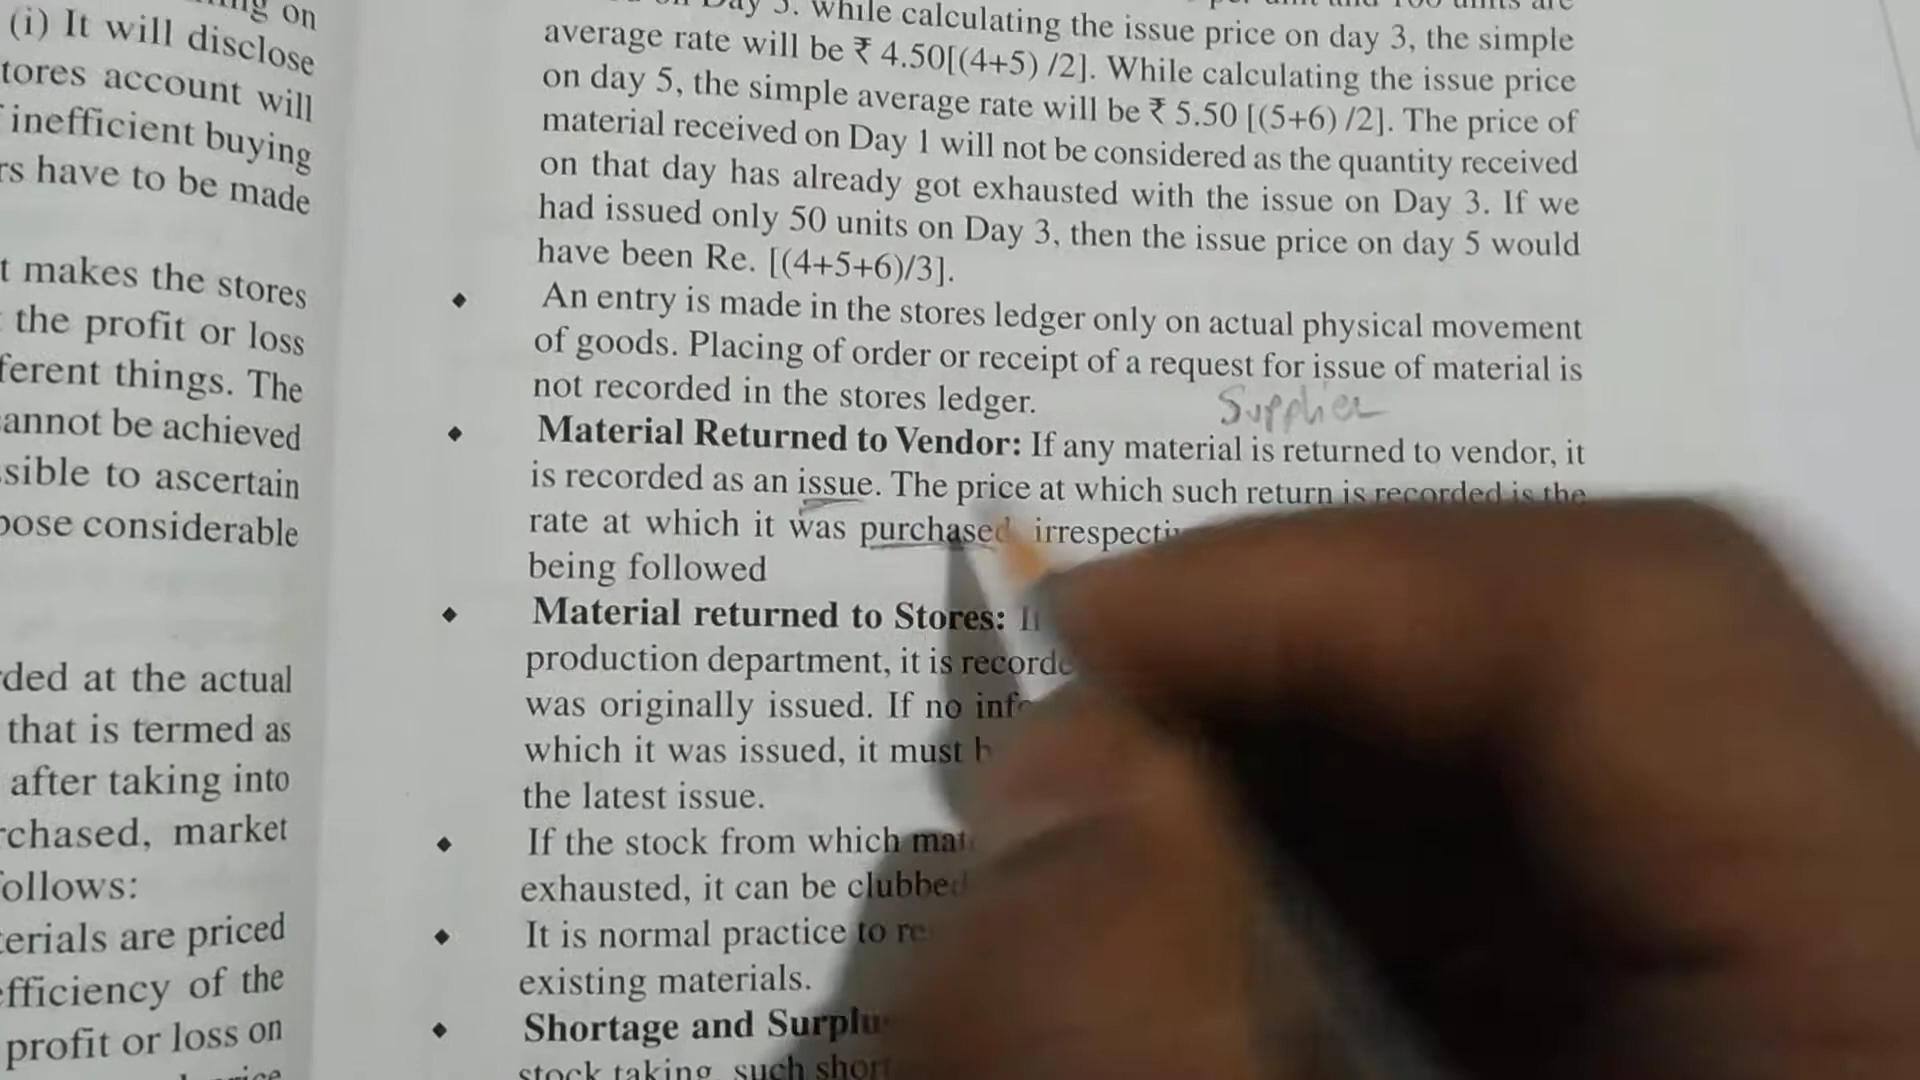 ng on
(i) It will disclose
tores account will
inefficient buying
rs have to be made
t makes the stores
the profit or loss
ferent things. The
annot be achieved
sible to ascertain
pose considerable
ded at the actual
that is termed as
after taking into
rchased, market
follows:
terials are priced
efficiency of the
profit or loss on
on Day 5. While calculating the issue price on day 3, the simple
average rate will be ₹ 4.50[(4+5) /2]. While calculating the issue price
on day 5, the simple average rate will be ₹ 5.50 [(5+6) /2]. The price of
material received on Day 1 will not be considered as the quantity received
on that day has already got exhausted with the issue on Day 3. If we
had issued only 50 units on Day 3, then the issue price on day 5 would
have been Re. [(4+5+6)/3].
♦ An entry is made in the stores ledger only on actual physical movement
of goods. Placing of order or receipt of a request for issue of material is
not recorded in the stores ledger.
Supplier
♦ Material Returned to Vendor: If any material is returned to vendor, it
is recorded as an issue. The price at which such return is recorded is the
rate at which it was purchased irrespecti
being followed
♦ Material returned to Stores:
production department, it is recorde
was originally issued. If no inf
which it was issued, it must b
the latest issue.
♦ If the stock from which mat
exhausted, it can be clubbed
♦ It is normal practice to re
existing materials.
♦ Shortage and Surplu
stock taking, such short